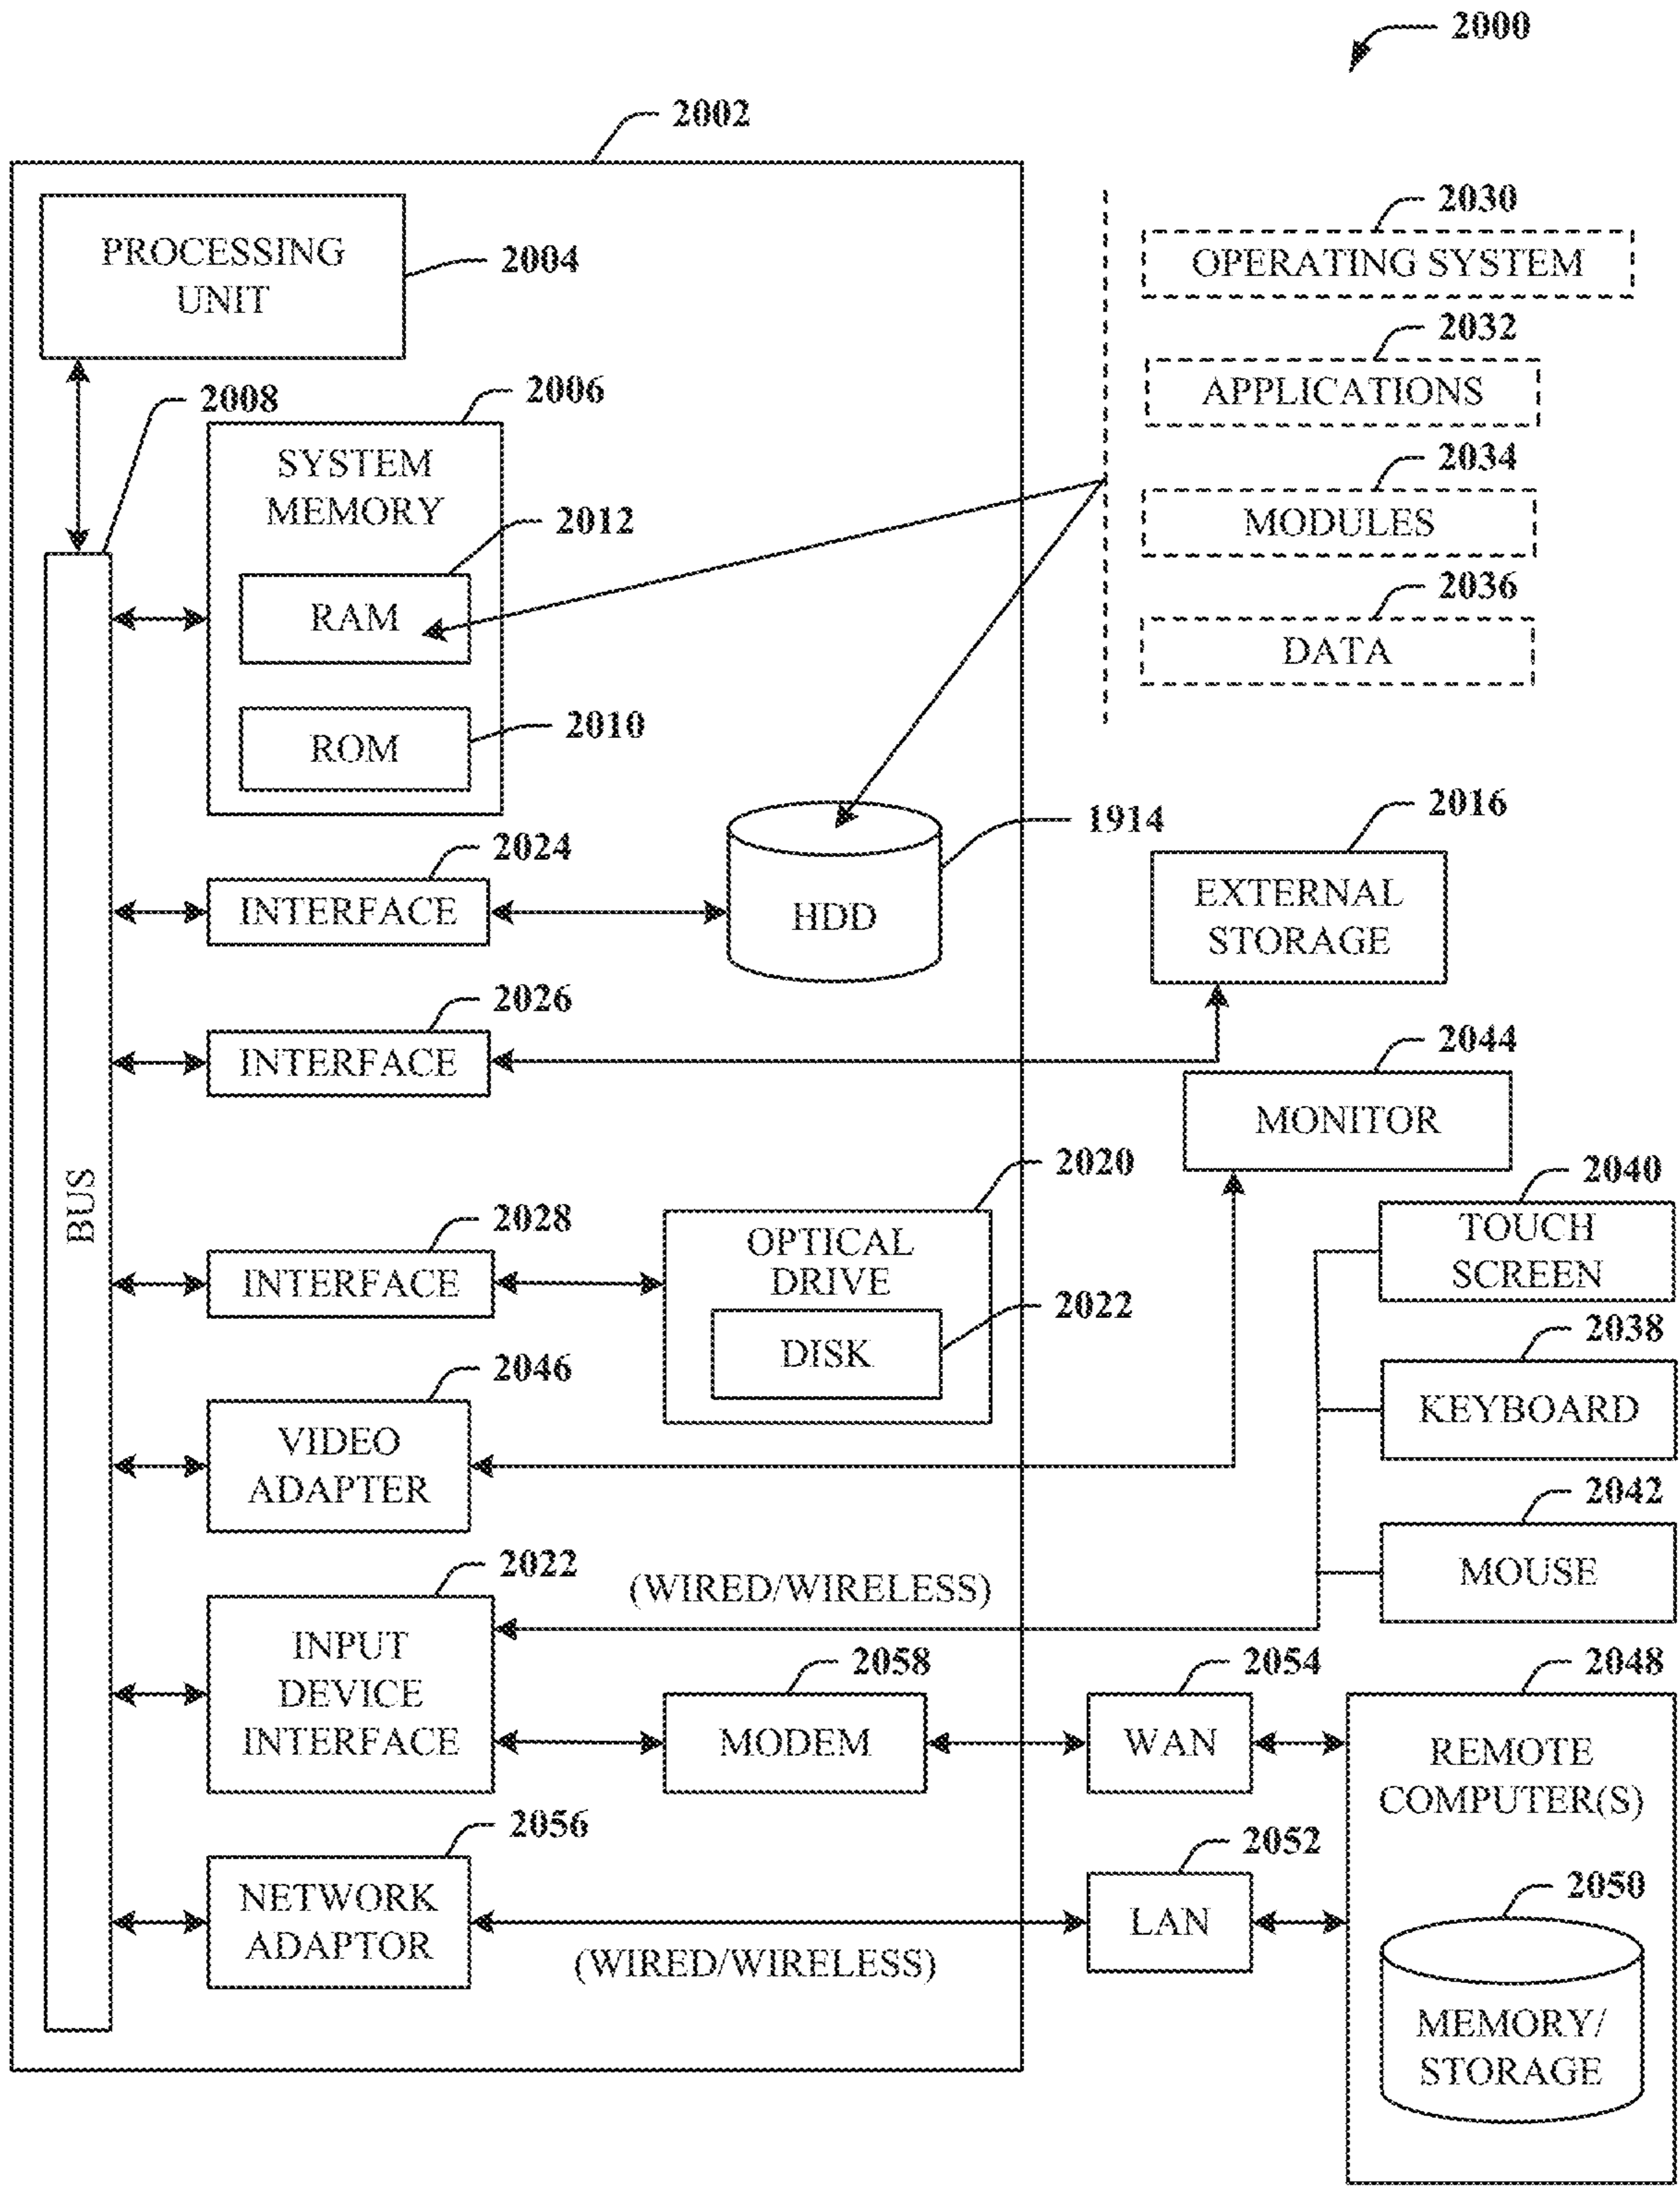 2000
2002
PROCESSING
UNIT
2004
2030
OPERATING SYSTEM
2032
APPLICATIONS
2034
MODULES
2036
DATA
2008
2006
SYSTEM
MEMORY
2012
RAM
2010
ROM
2024
INTERFACE
1914
HDD
2016
EXTERNAL
STORAGE
2026
INTERFACE
2044
MONITOR
BUS
2028
INTERFACE
2020
OPTICAL
DRIVE
2022
DISK
2040
TOUCH
SCREEN
2038
KEYBOARD
2046
VIDEO
ADAPTER
2042
MOUSE
2022
INPUT
DEVICE
INTERFACE
(WIRED/WIRELESS)
2058
MODEM
2054
WAN
2048
REMOTE
COMPUTER(S)
2056
NETWORK
ADAPTOR
(WIRED/WIRELESS)
2052
LAN
2050
MEMORY/
STORAGE